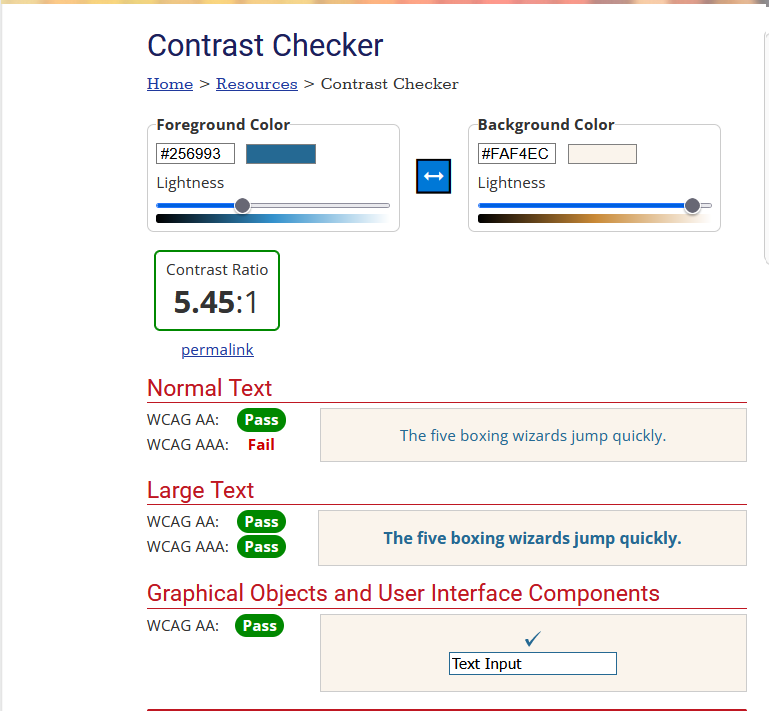 Contrast Checker
Home > Resources > Contrast Checker
Foreground Color
#256993
Lightness
Background Color
#FAF4EC
Lightness
Contrast Ratio
5.45:1
permalink
Normal Text
WCAG AA: Pass
WCAG AAA: Fail
The five boxing wizards jump quickly.
Large Text
WCAG AA: Pass
WCAG AAA: Pass
The five boxing wizards jump quickly.
Graphical Objects and User Interface Components
WCAG AA: Pass
Text Input